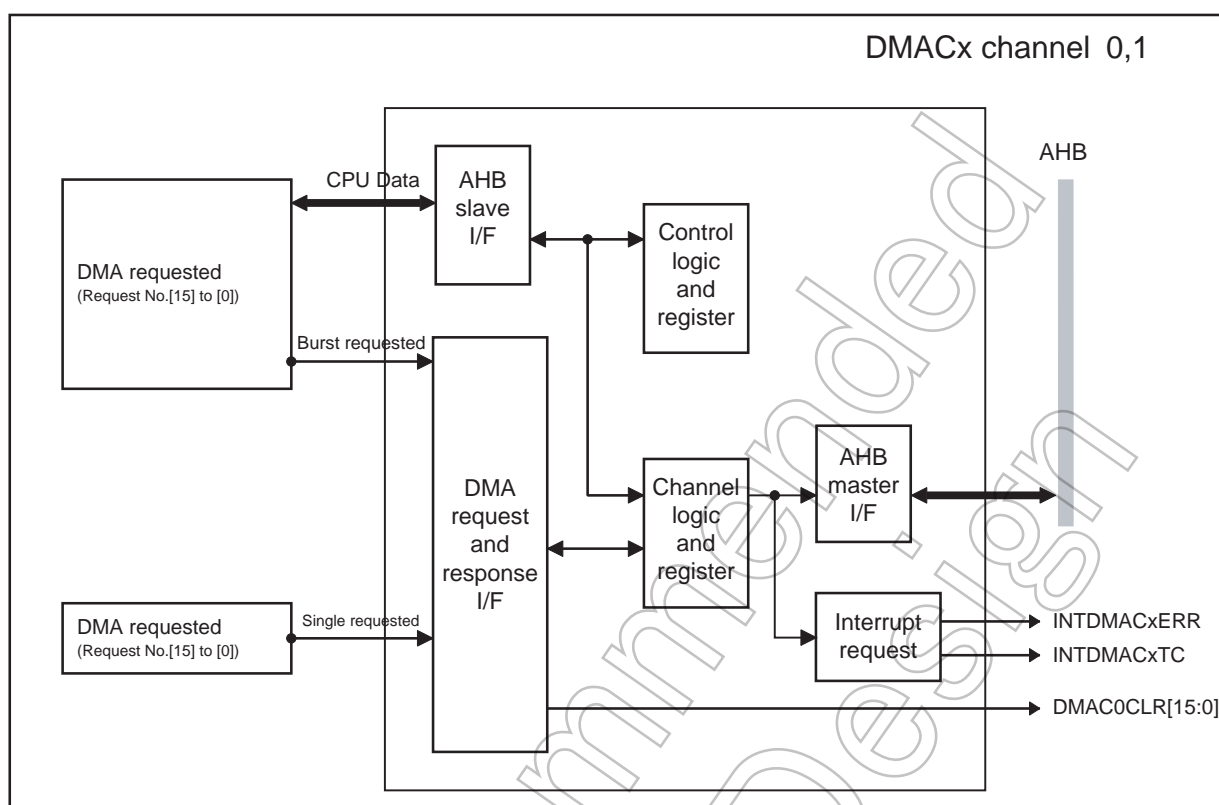 DMACx channel 0,1
AHB
CPU Data
AHB
slave
I/F
Control
logic
and
register
DMA requested
(Request No.[15] to [0])
Burst requested
DMA
request
and
response
I/F
Channel
logic
and
register
AHB
master
I/F
DMA requested
(Request No.[15] to [0])
Single requested
Interrupt
request
INTDMACxERR
INTDMACxTC
DMAC0CLR[15:0]
mmended
Design